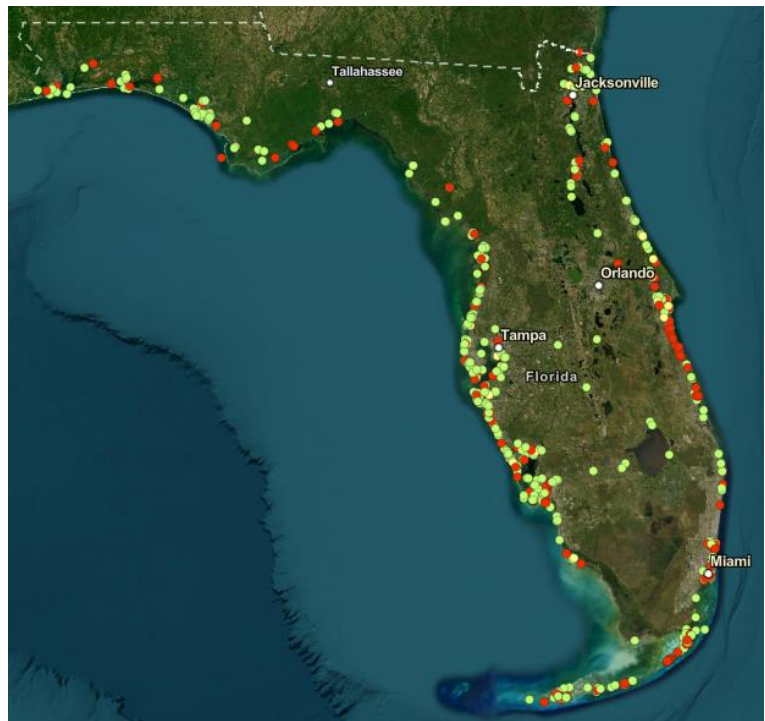 Tallahassee
Jacksonville
Orlando
Tampa
Florida
Miami